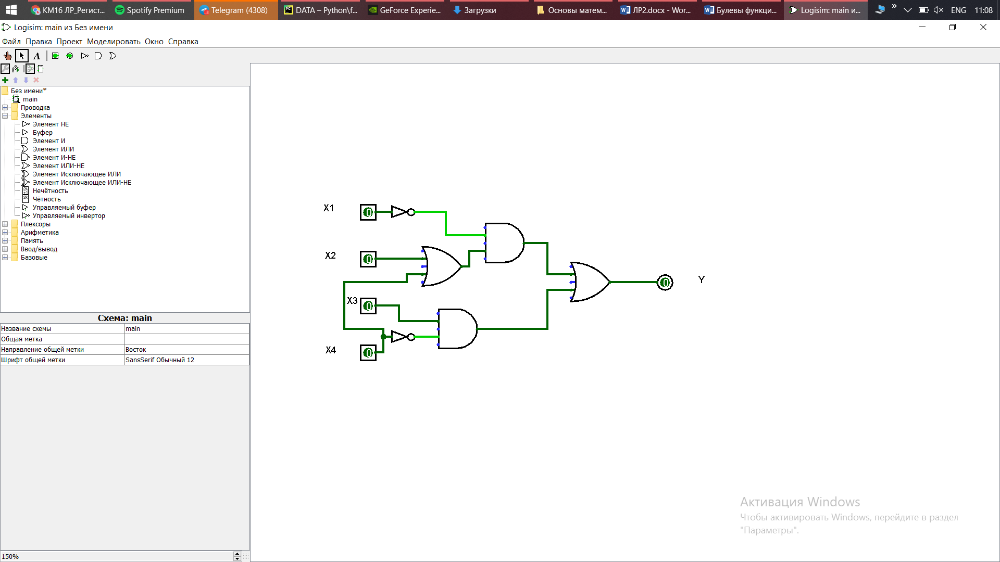 KM16 ЛР_Регист...
Spotify Premium
Telegram (4308)
DATA – Python\f...
GeForce Experie...
Загрузки
Основы матем...
ЛР2.docx - Wor...
Булевы функци...
Logisim: main и...
ENG
11:08
Logisim: main из Без имени
Файл Правка Проект Моделировать Окно Справка
A
Без имени*
main
Проводка
Элементы
Элемент НЕ
Буфер
Элемент И
Элемент ИЛИ
Элемент И-НЕ
Элемент ИЛИ-НЕ
Элемент Исключающее ИЛИ
Элемент Исключающее ИЛИ-НЕ
Нечётность
Чётность
Управляемый буфер
Управляемый инвертор
Плексоры
Арифметика
Память
Ввод/вывод
Базовые
Схема: main
Название схемы main
Общая метка
Направление общей метки Восток
Шрифт общей метки SansSerif Обычный 12
150%
X1 0
X2 0
X3 0
X4 0
0 Y
Активация Windows
Чтобы активировать Windows, перейдите в раздел
"Параметры".